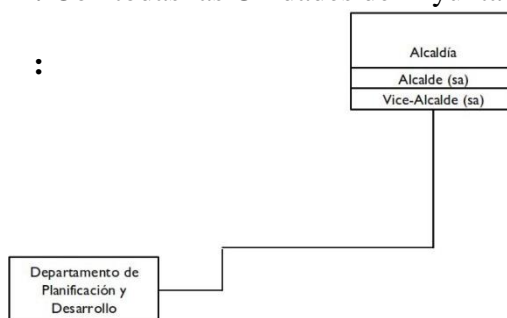 :
Alcaldía
Alcalde (sa)
Vice-Alcalde (sa)
Departamento de
Planificación y
Desarrollo